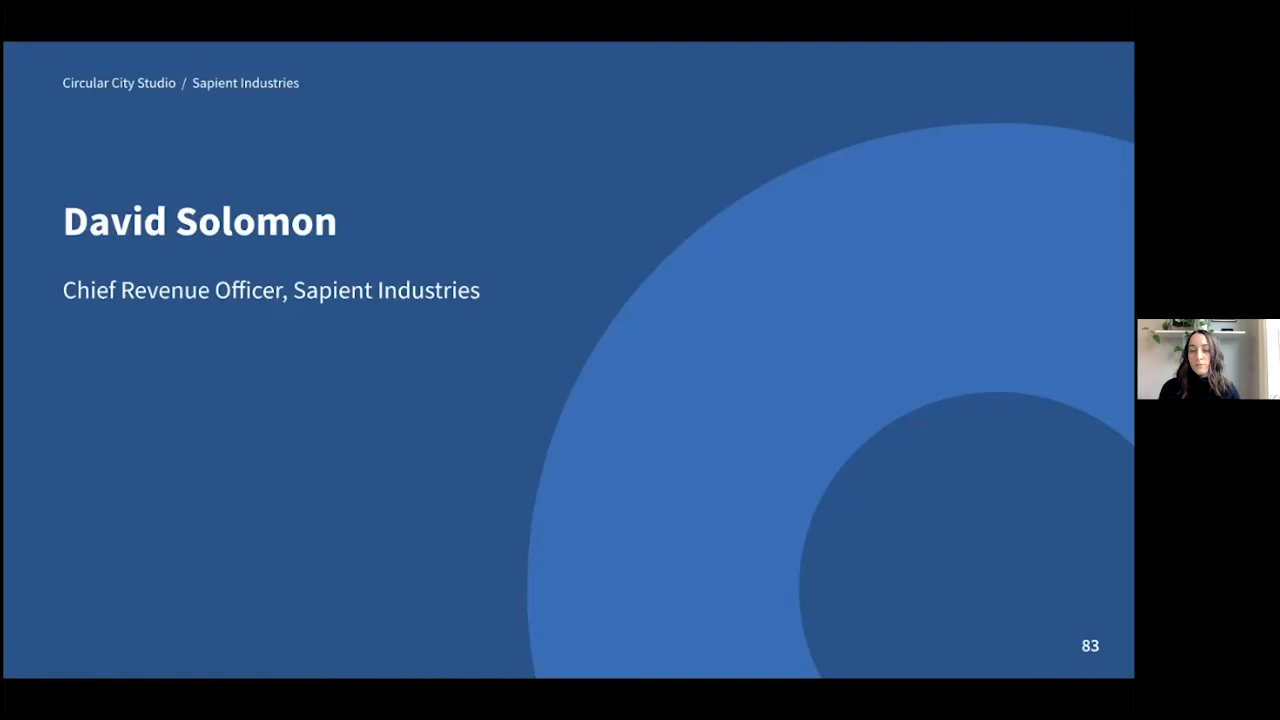 Circular City Studio / Sapient Industries
David Solomon
Chief Revenue Officer, Sapient Industries
83